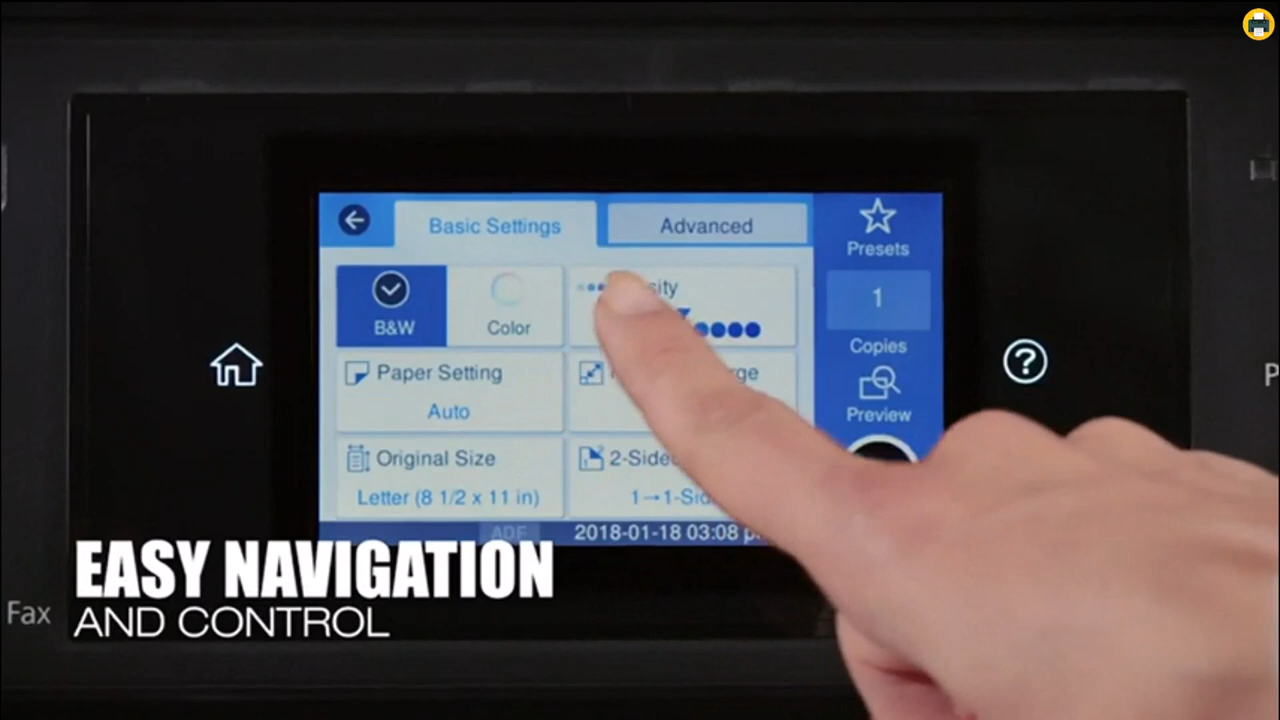 Basic Settings
Advanced
Presets
1
Copies
Preview
B&W
Color
Paper Setting
Auto
Original Size
Letter (8 1/2 x 11 in)
ADF
2018-01-18 03:08
EASY NAVIGATION
AND CONTROL
Fax